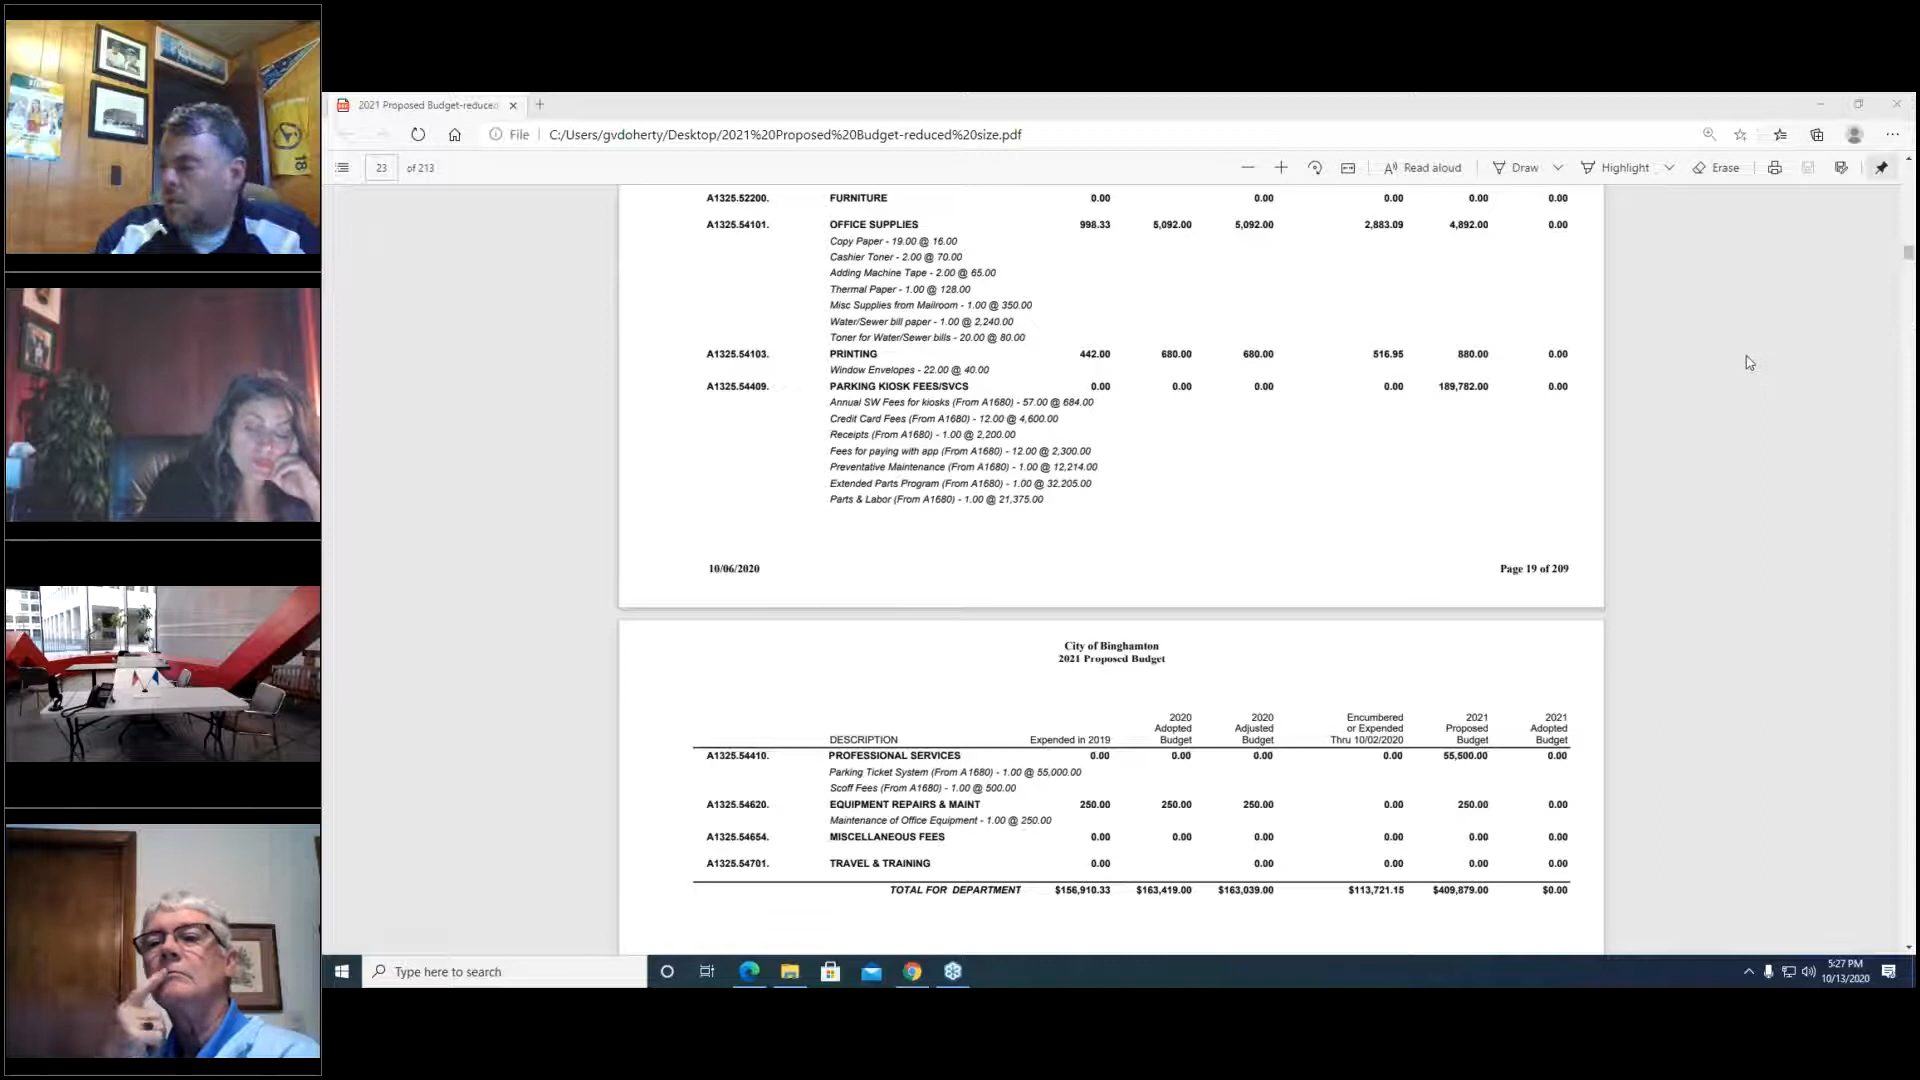 2021 Proposed Budget-reduced
File C:/Users/gvdoherty/Desktop/2021%20Proposed%20Budget-reduced%20size.pdf
23 of 213 Read aloud Draw Highlight Erase
A1325.52200. FURNITURE 0.00 0.00 0.00 0.00 0.00
A1325.54101. OFFICE SUPPLIES 998.33 5,092.00 5,092.00 2,883.09 4,892.00 0.00
Copy Paper - 19.00 @ 16.00
Cashier Toner - 2.00 @ 70.00
Adding Machine Tape - 2.00 @ 65.00
Thermal Paper - 1.00 @ 128.00
Misc Supplies from Mailroom - 1.00 @ 350.00
Water/Sewer bill paper - 1.00 @ 2,240.00
Toner for Water/Sewer bills - 20.00 @ 80.00
A1325.54103. PRINTING 442.00 680.00 680.00 516.95 880.00 0.00
Window Envelopes - 22.00 @ 40.00
A1325.54409. PARKING KIOSK FEES/SVCS 0.00 0.00 0.00 0.00 189,782.00 0.00
Annual SW Fees for kiosks (From A1680) - 57.00 @ 684.00
Credit Card Fees (From A1680) - 12.00 @ 4,600.00
Receipts (From A1680) - 1.00 @ 2,200.00
Fees for paying with app (From A1680) - 12.00 @ 2,300.00
Preventative Maintenance (From A1680) - 1.00 @ 12,214.00
Extended Parts Program (From A1680) - 1.00 @ 32,205.00
Parts & Labor (From A1680) - 1.00 @ 21,375.00
10/06/2020 Page 19 of 209
City of Binghamton
2021 Proposed Budget
2020 2020 Encumbered 2021 2021
Adopted Adjusted or Expended Proposed Adopted
DESCRIPTION Expended in 2019 Budget Budget Thru 10/02/2020 Budget Budget
A1325.54410. PROFESSIONAL SERVICES 0.00 0.00 0.00 0.00 55,500.00 0.00
Parking Ticket System (From A1680) - 1.00 @ 55,000.00
Scoff Fees (From A1680) - 1.00 @ 500.00
A1325.54620. EQUIPMENT REPAIRS & MAINT 250.00 250.00 250.00 0.00 250.00 0.00
Maintenance of Office Equipment - 1.00 @ 250.00
A1325.54654. MISCELLANEOUS FEES 0.00 0.00 0.00 0.00 0.00 0.00
A1325.54701. TRAVEL & TRAINING 0.00 0.00 0.00 0.00 0.00
TOTAL FOR DEPARTMENT $156,910.33 $163,419.00 $163,039.00 $113,721.15 $409,879.00 $0.00
Type here to search
5:27 PM
10/13/2020